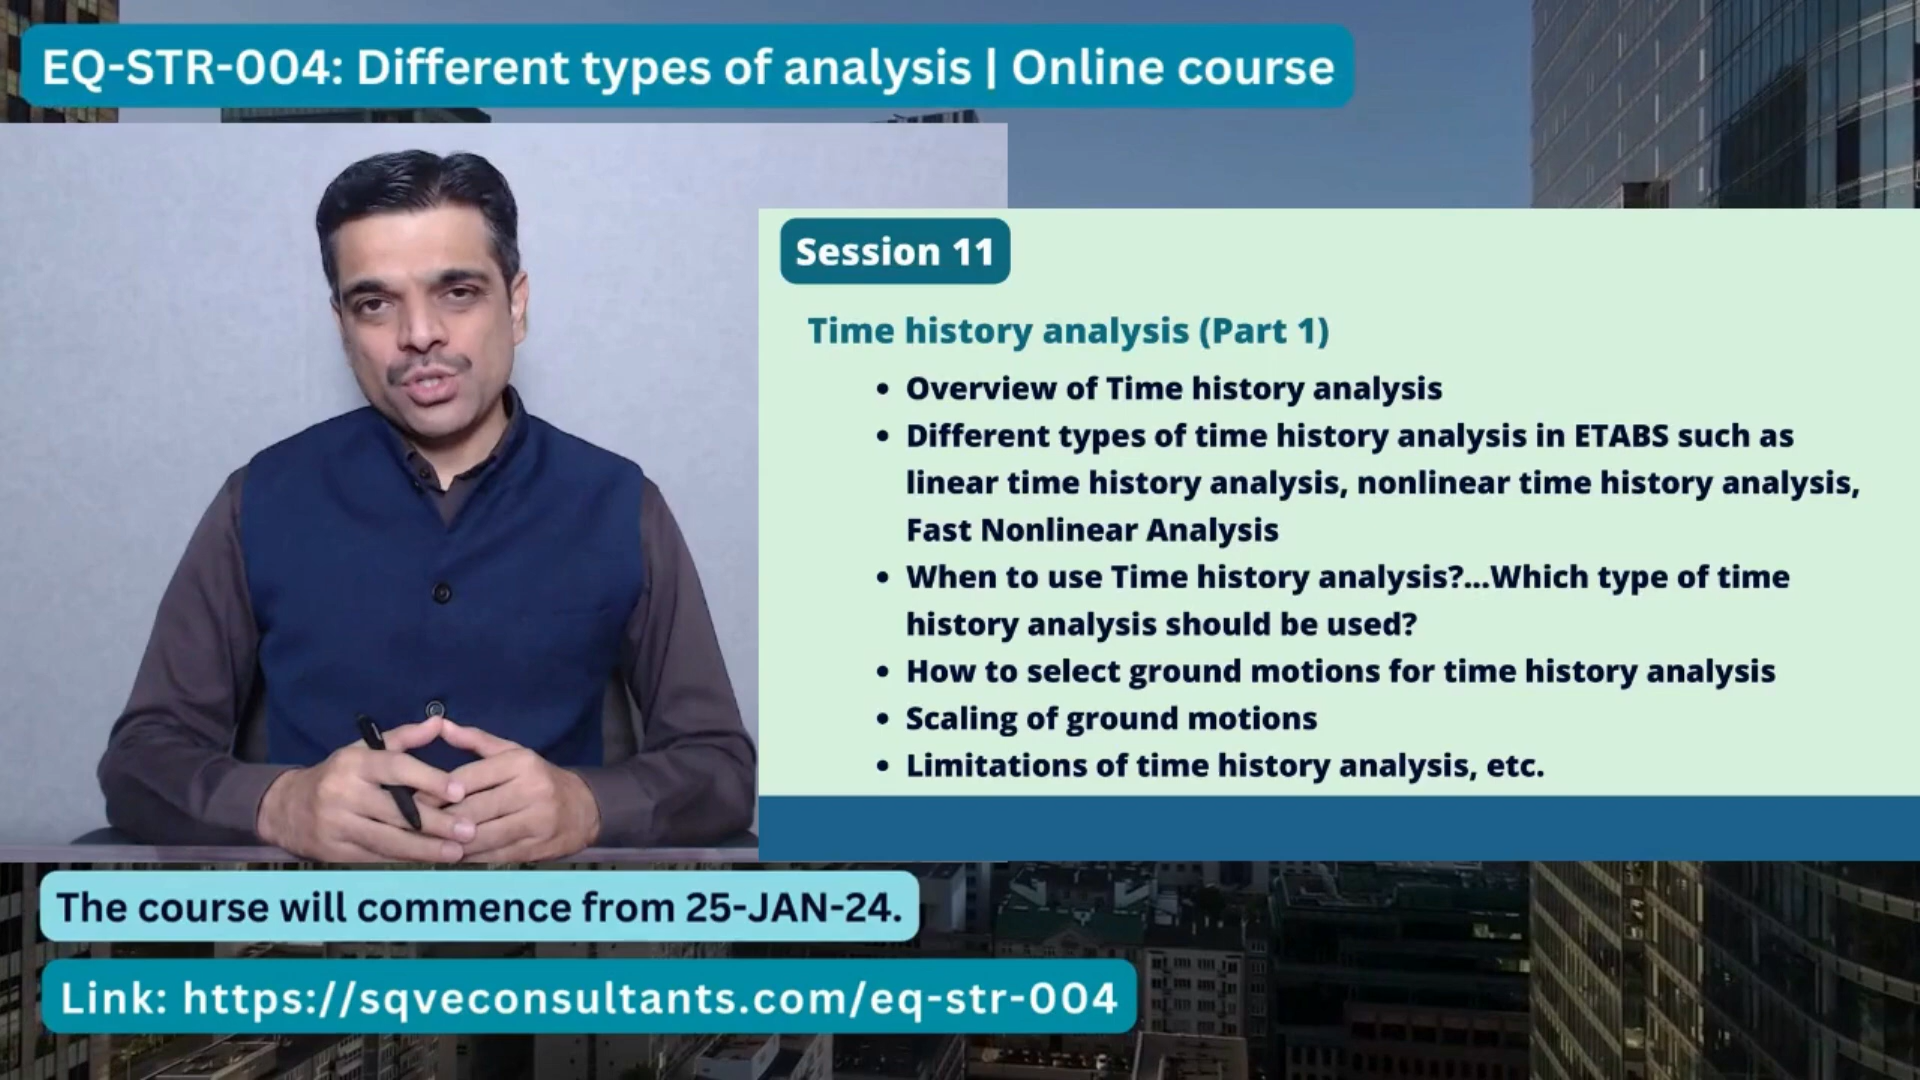 EQ-STR-004: Different types of analysis | Online course
Session 11
Time history analysis (Part 1)
• Overview of Time history analysis
• Different types of time history analysis in ETABS such as
linear time history analysis, nonlinear time history analysis,
Fast Nonlinear Analysis
• When to use Time history analysis?...Which type of time
history analysis should be used?
• How to select ground motions for time history analysis
• Scaling of ground motions
• Limitations of time history analysis, etc.
The course will commence from 25-JAN-24.
Link: https://sqveconsultants.com/eq-str-004